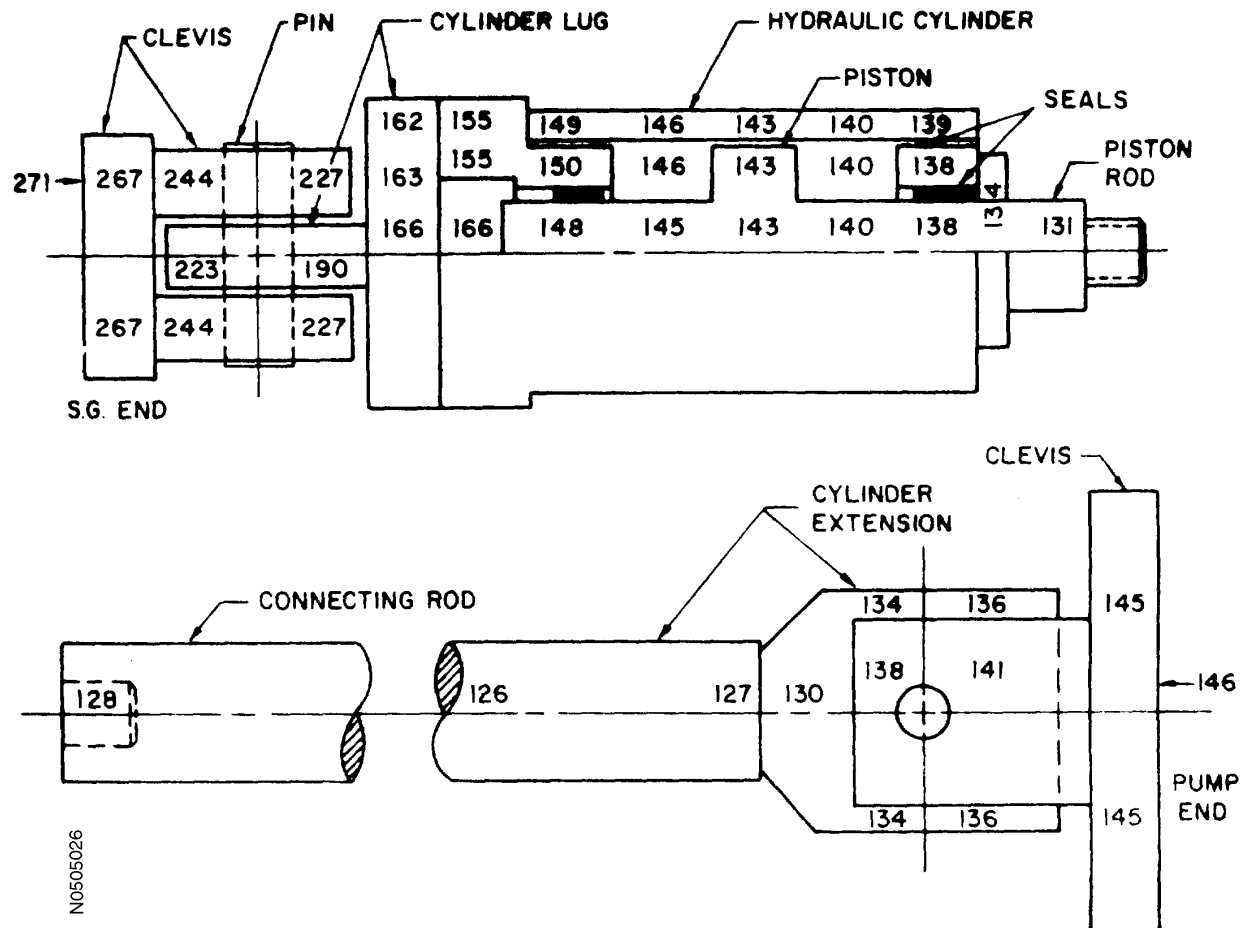 CLEVIS
PIN
CYLINDER LUG
HYDRAULIC CYLINDER
PISTON
SEALS
PISTON
ROD
162 155 149 146 143 140 139
155
271 267 244 227 163 150 146 143 140 138
134
166 166 148 145 143 140 138 131
223 190
267 244 227
S.G. END
CLEVIS
CYLINDER
EXTENSION
CONNECTING ROD
134 136 145
128 126 127 130 138 141 146
134 136 145
PUMP
END
N0505026